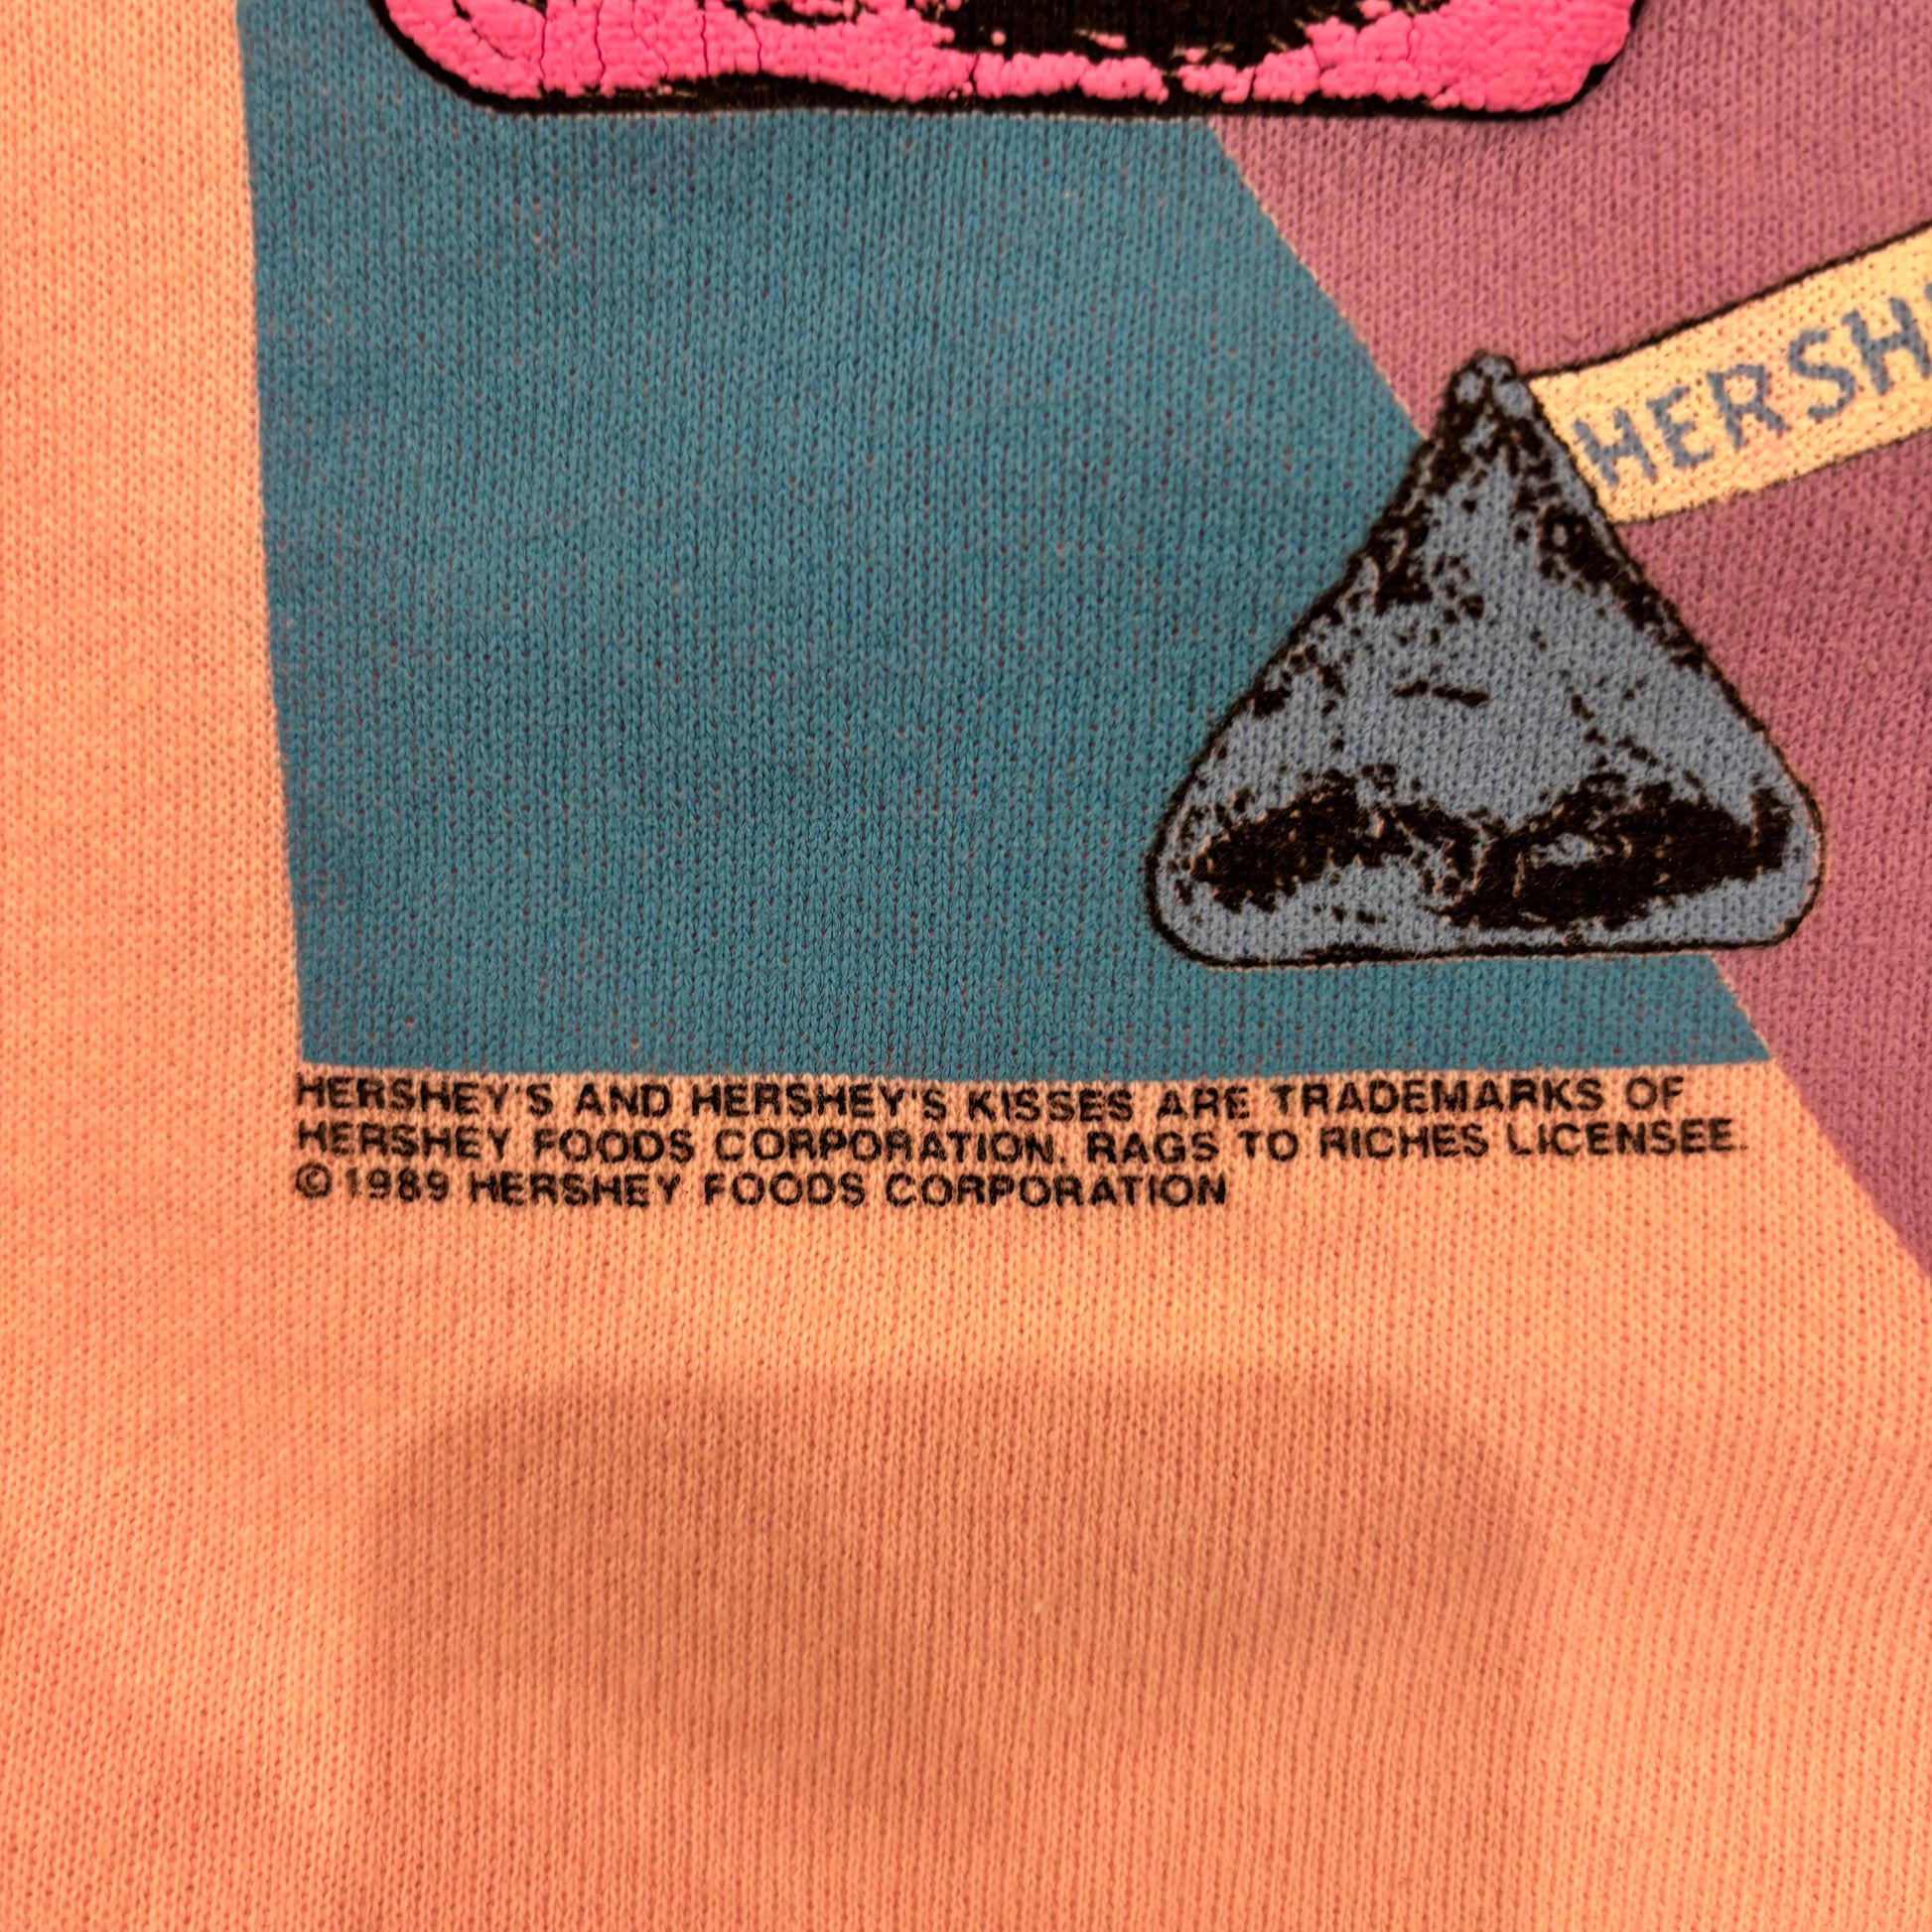 HERSH
HERSHEY'S AND HERSHEY'S KISSES ARE TRADEMARKS OF
HERSHEY FOODS CORPORATION. RAGS TO RICHES LICENSEE.
©1989 HERSHEY FOODS CORPORATION